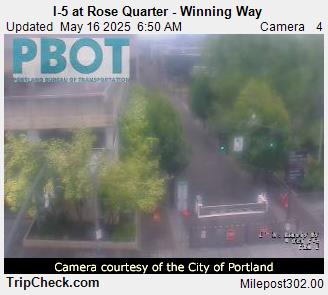 I-5 at Rose Quarter - Winning Way
Updated  May 16 2025  6:50 AM  Camera  4
PBOT
PORTLAND BUREAU OF TRANSPORTATION
Camera courtesy of the City of Portland
TripCheck.com  Milepost302.00